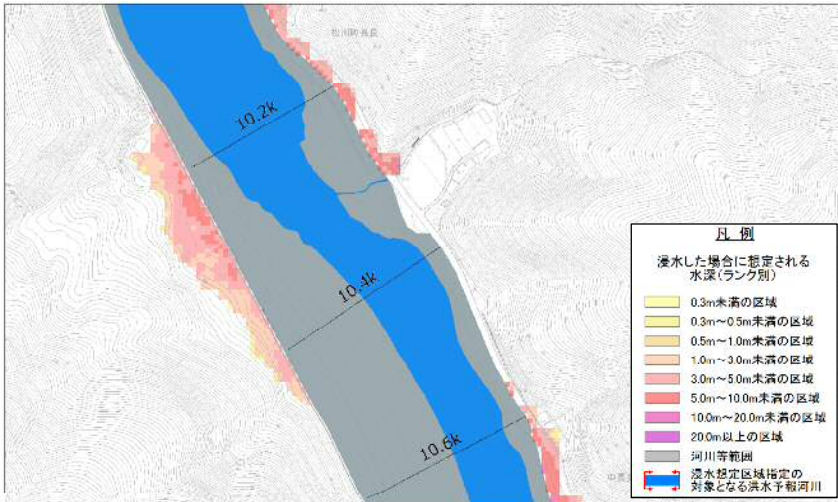 10.2k
10.4k
10.6k
凡 例
浸水した場合に想定される
水深(ランク別)
0.3m未満の区域
0.3m～0.5m未満の区域
0.5m～1.0m未満の区域
1.0m～3.0m未満の区域
3.0m～5.0m未満の区域
5.0m～10.0m未満の区域
10.0m～20.0m未満の区域
20.0m以上の区域
河川等範囲
浸水想定区域指定の
対象となる洪水予報河川